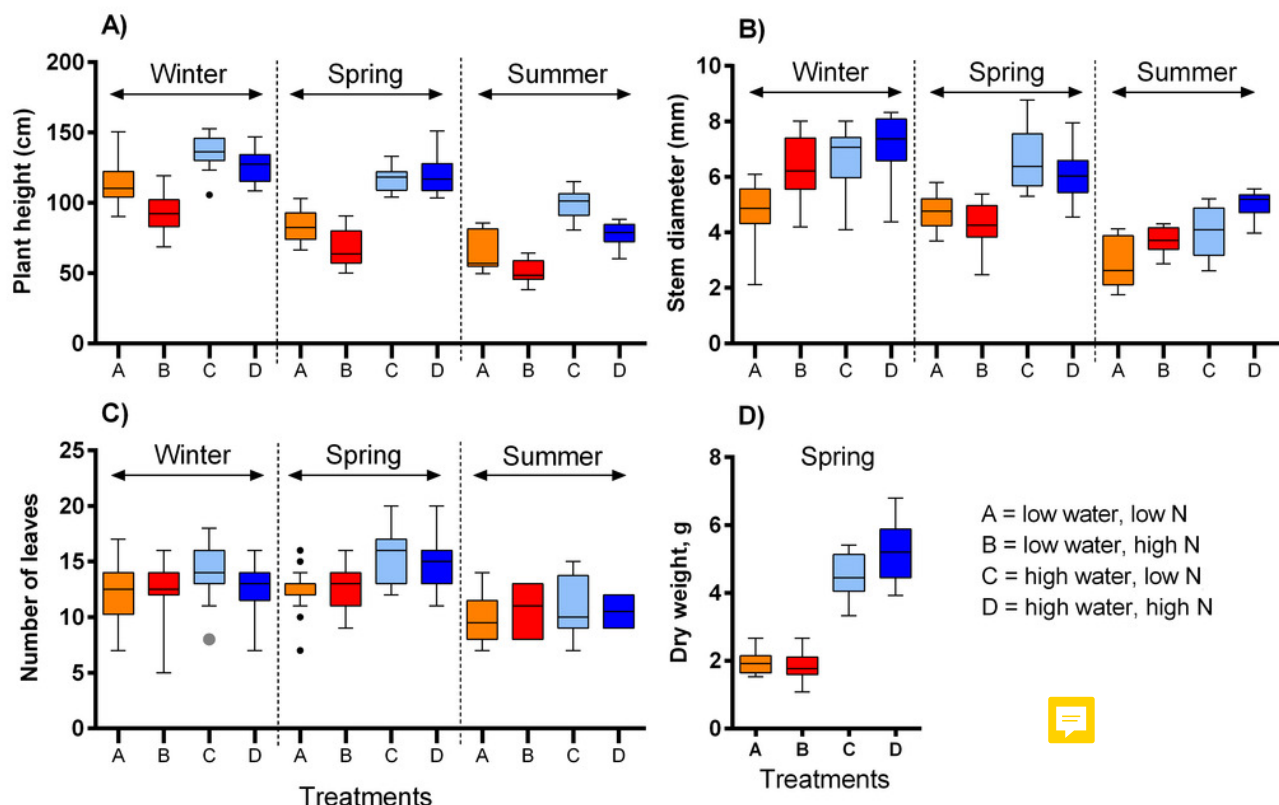 A)
200
150
100
50
0
Plant height (cm)
Winter Spring Summer
A B C D A B C D A B C D
B)
10
8
6
4
2
0
Stem diameter (mm)
Winter Spring Summer
A B C D A B C D A B C D
C)
25
20
15
10
5
0
Number of leaves
Winter Spring Summer
A B C D A B C D A B C D
Treatments
D)
8
6
4
2
0
Dry weight, g
Spring
A B C D
Treatments
A = low water, low N
B = low water, high N
C = high water, low N
D = high water, high N